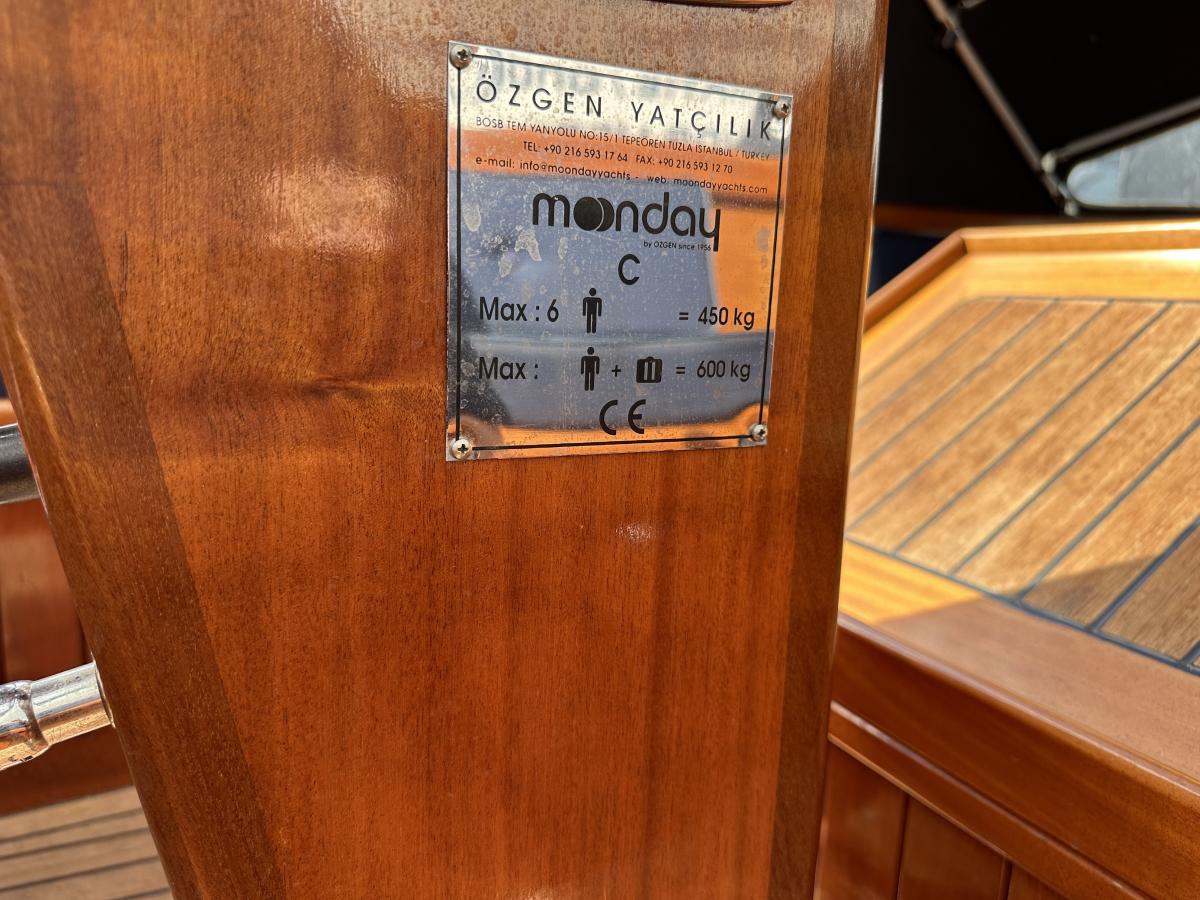 ÖZGEN YATÇILIK
BOSB TEM YANYOLU NO:15/1 TEPEÖREN TUZLA ISTANBUL / TURKEY
TEL: +90 216 593 17 64 FAX: +90 216 593 12 70
e-mail: info@moondayyachts - web: moondayyachts.com
moonday
by ÖZGEN since 1956
C
Max : 6 = 450 kg
Max : + = 600 kg
CE